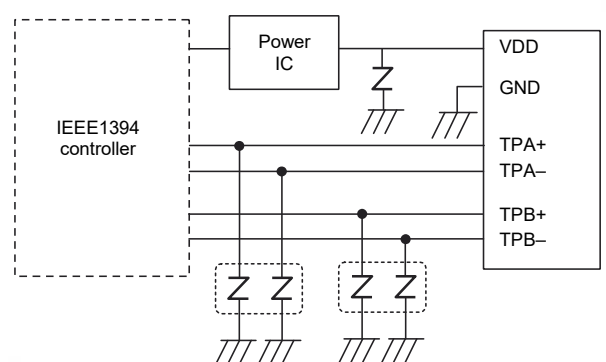 Power
IC
VDD
GND
IEEE1394
controller
TPA+
TPA–
TPB+
TPB–